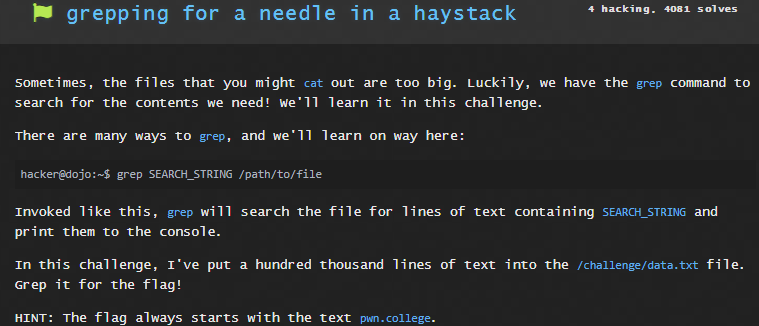 grepping for a needle in a haystack
4 hacking, 4081 solves
Sometimes, the files that you might cat out are too big. Luckily, we have the grep command to
search for the contents we need! We'll learn it in this challenge.
There are many ways to grep, and we'll learn on way here:
hacker@dojo:~$ grep SEARCH_STRING /path/to/file
Invoked like this, grep will search the file for lines of text containing SEARCH_STRING and
print them to the console.
In this challenge, I've put a hundred thousand lines of text into the /challenge/data.txt file.
Grep it for the flag!
HINT: The flag always starts with the text pwn.college.